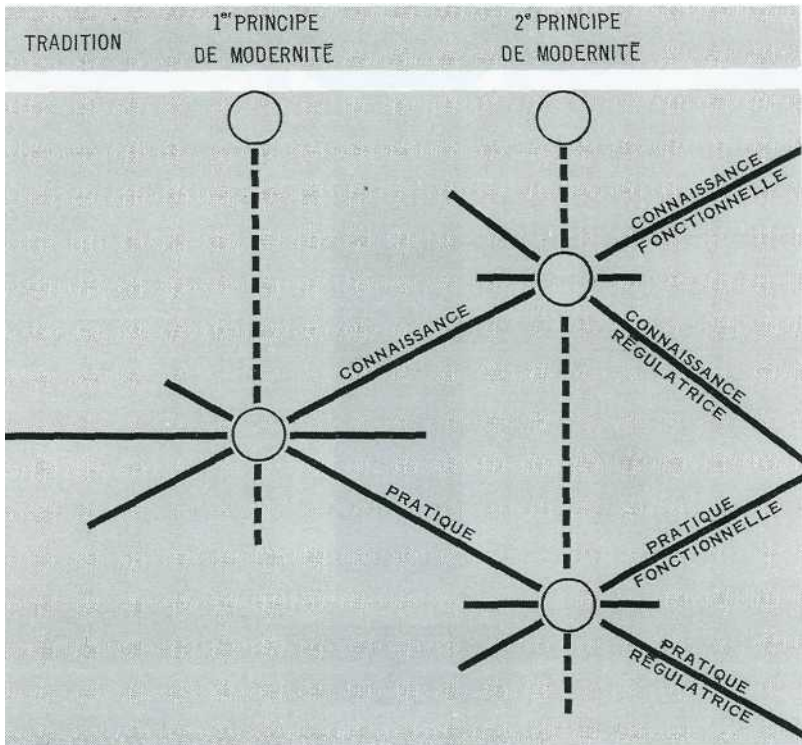 TRADITION
1er PRINCIPE
DE MODERNITÉ
2e PRINCIPE
DE MODERNITÉ
CONNAISSANCE
FONCTIONNELLE
CONNAISSANCE
CONNAISSANCE
RÉGULATRICE
PRATIQUE
PRATIQUE
FONCTIONNELLE
PRATIQUE
RÉGULATRICE